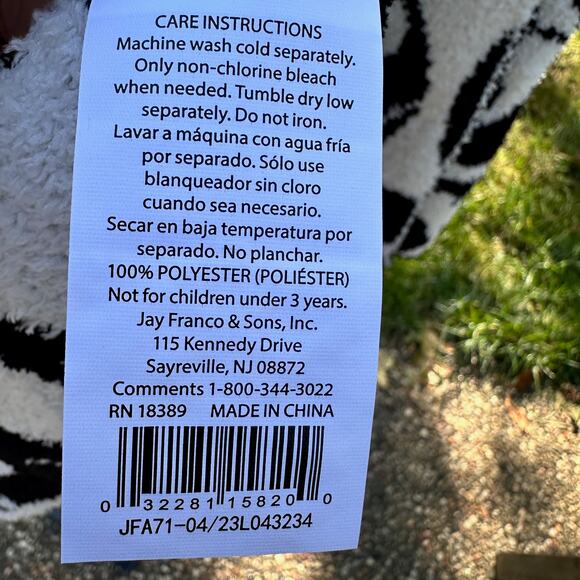 CARE INSTRUCTIONS
Machine wash cold separately.
Only non-chlorine bleach
when needed. Tumble dry low
separately. Do not iron.
Lavar a máquina con agua fría
por separado. Sólo use
blanqueador sin cloro
cuando sea necesario.
Secar en baja temperatura por
separado. No planchar.
100% POLYESTER (POLIÉSTER)
Not for children under 3 years.
Jay Franco & Sons, Inc.
115 Kennedy Drive
Sayreville, NJ 08872
Comments 1-800-344-3022
RN 18389 MADE IN CHINA
0 32281 15820 0
JFA71-04/23L043234